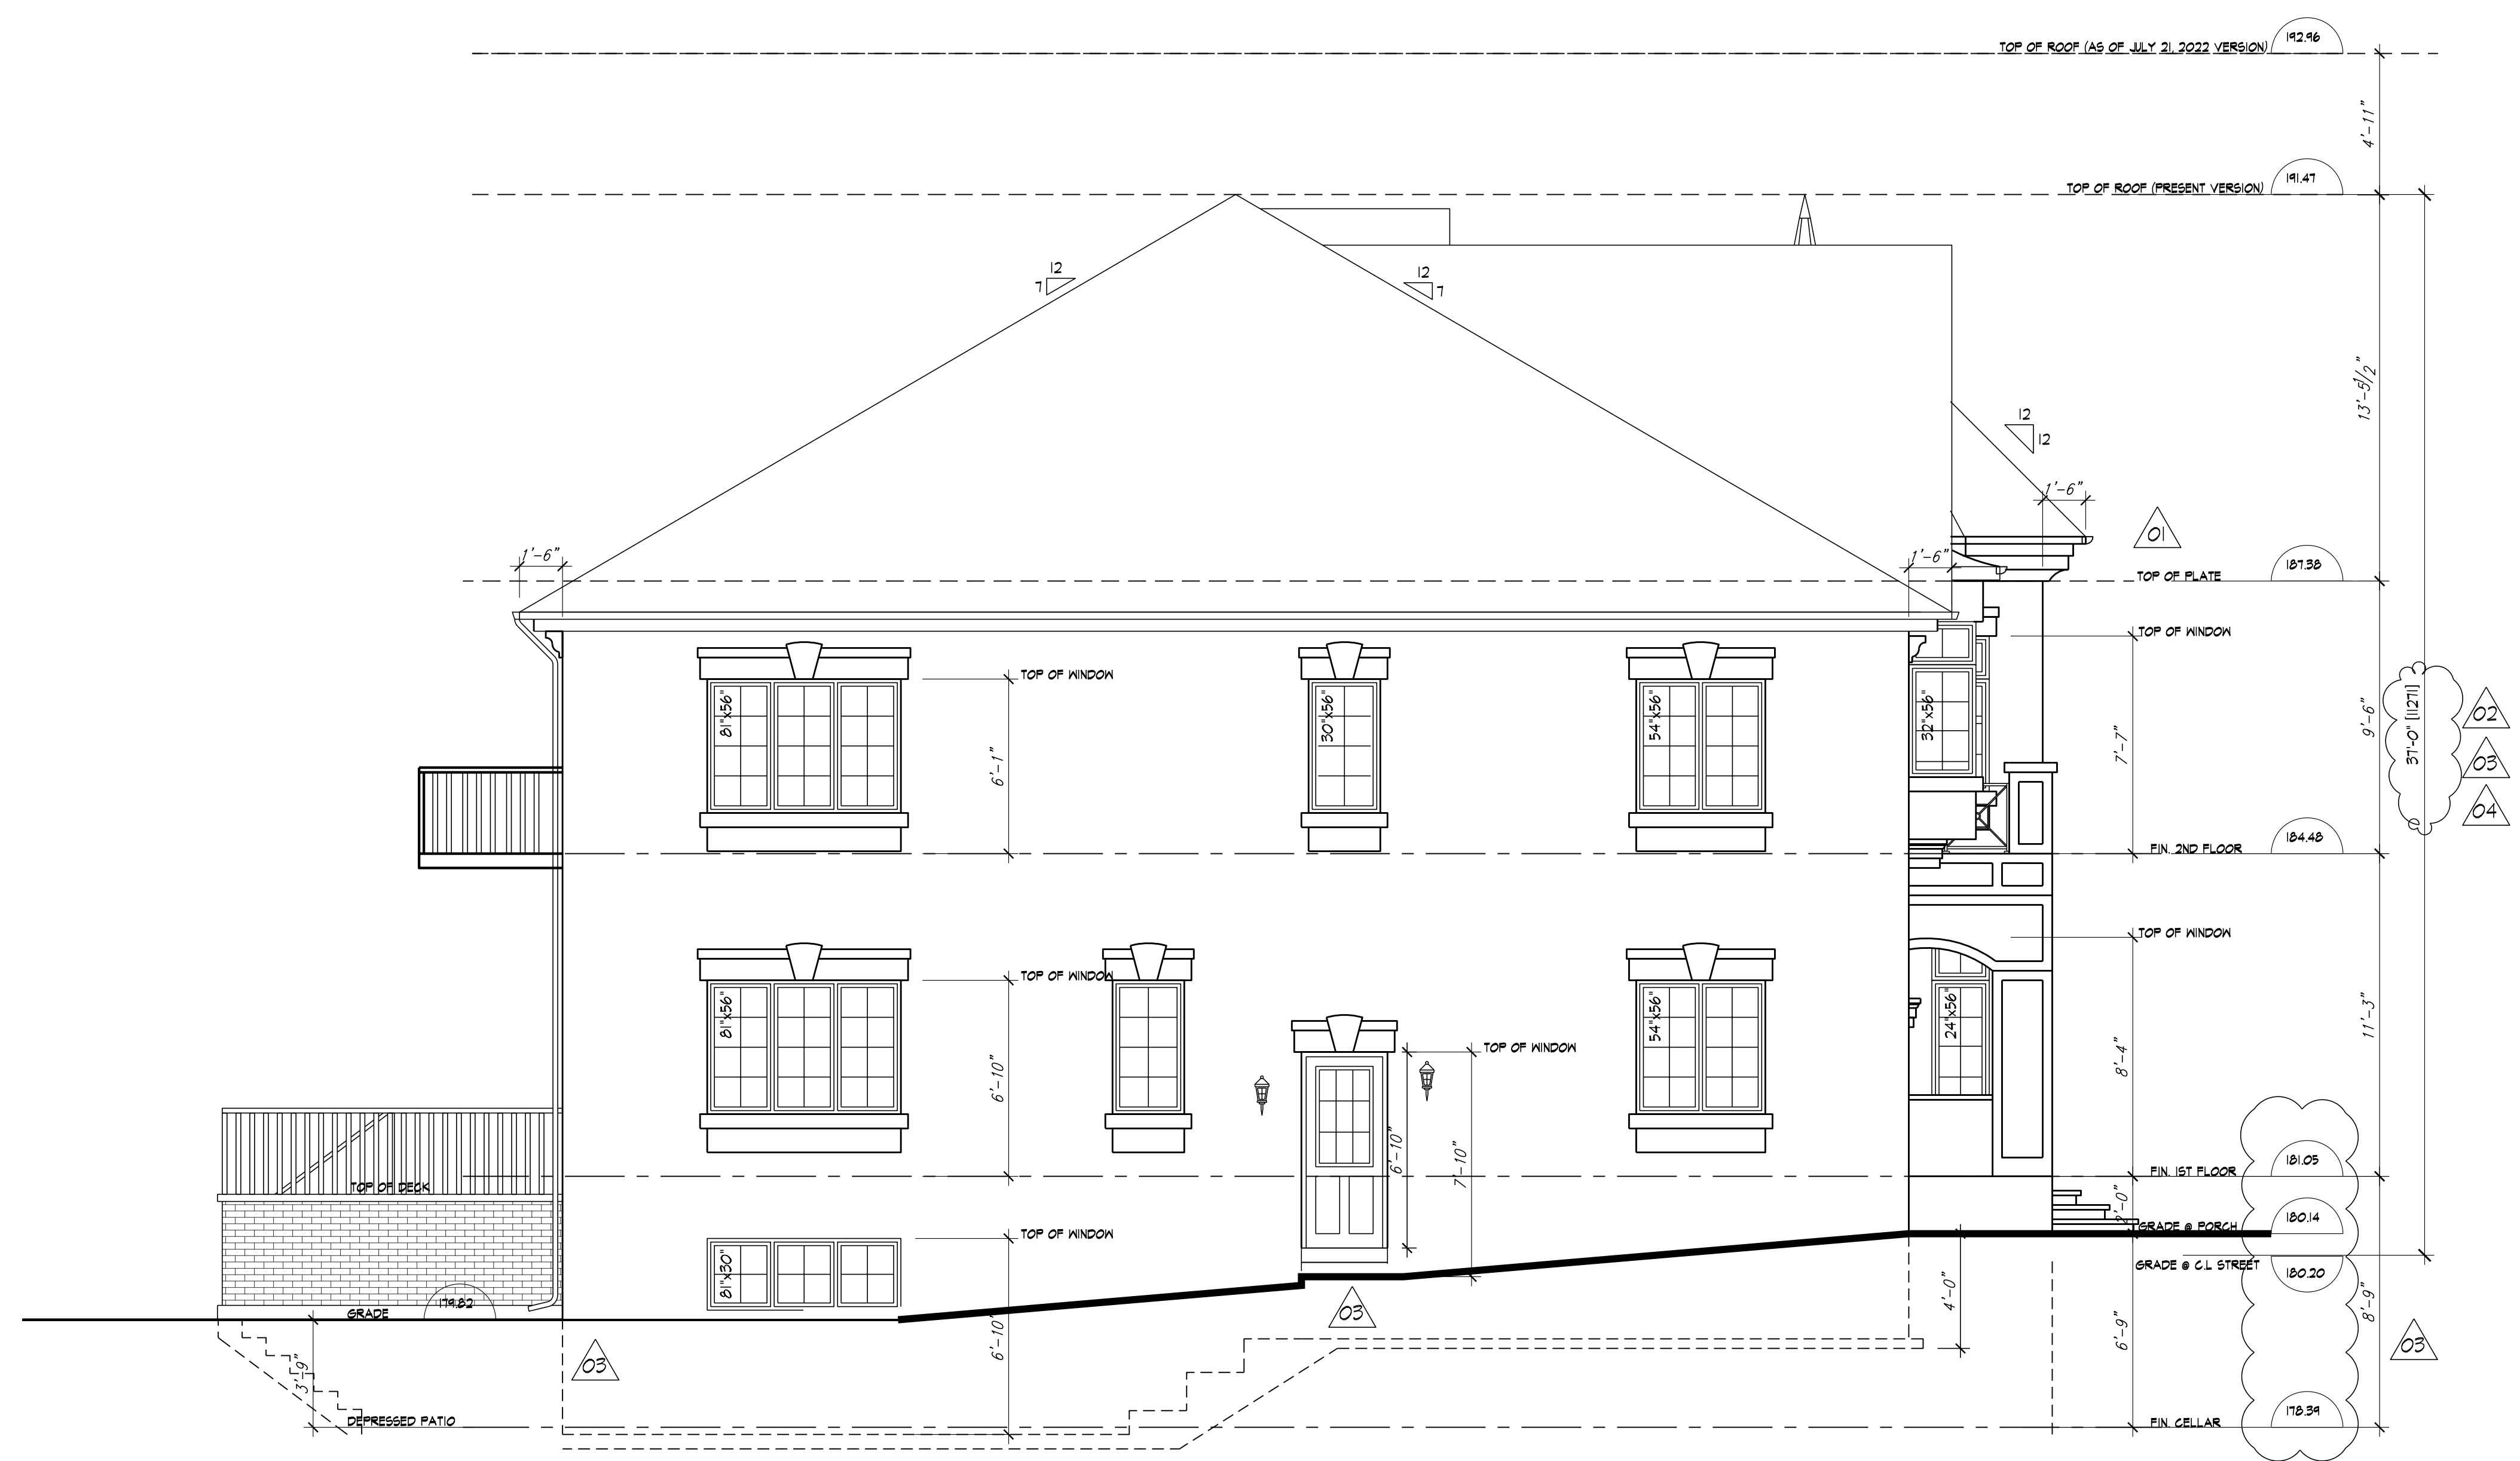 TOP OF ROOF (AS OF JULY 21, 2022 VERSION)
192.96
4'-11"
TOP OF ROOF (PRESENT VERSION)
191.47
12
7
12
7
13'-5 1/2"
12
12
1'-6"
01
1'-6"
1'-6"
187.38
TOP OF PLATE
TOP OF WINDOW
TOP OF WINDOW
81"x56"
30"x56"
54"x56"
32"x56"
6'-1"
7'-7"
9'-6"
37'-0" [11271]
02
03
04
FIN. 2ND FLOOR
184.48
TOP OF WINDOW
TOP OF WINDOW
81"x56"
54"x56"
24"x56"
11'-3"
TOP OF WINDOW
6'-10"
8'-4"
6'-10"
7'-10"
181.05
FIN. 1ST FLOOR
TOP OF DECK
2'-0"
180.14
GRADE @ PORCH
TOP OF WINDOW
81"x30"
GRADE @ C.L STREET
180.20
179.82
GRADE
03
4'-0"
8'-9"
6'-10"
6'-9"
03
03
3'-9"
DEPRESSED PATIO
FIN. CELLAR
178.39